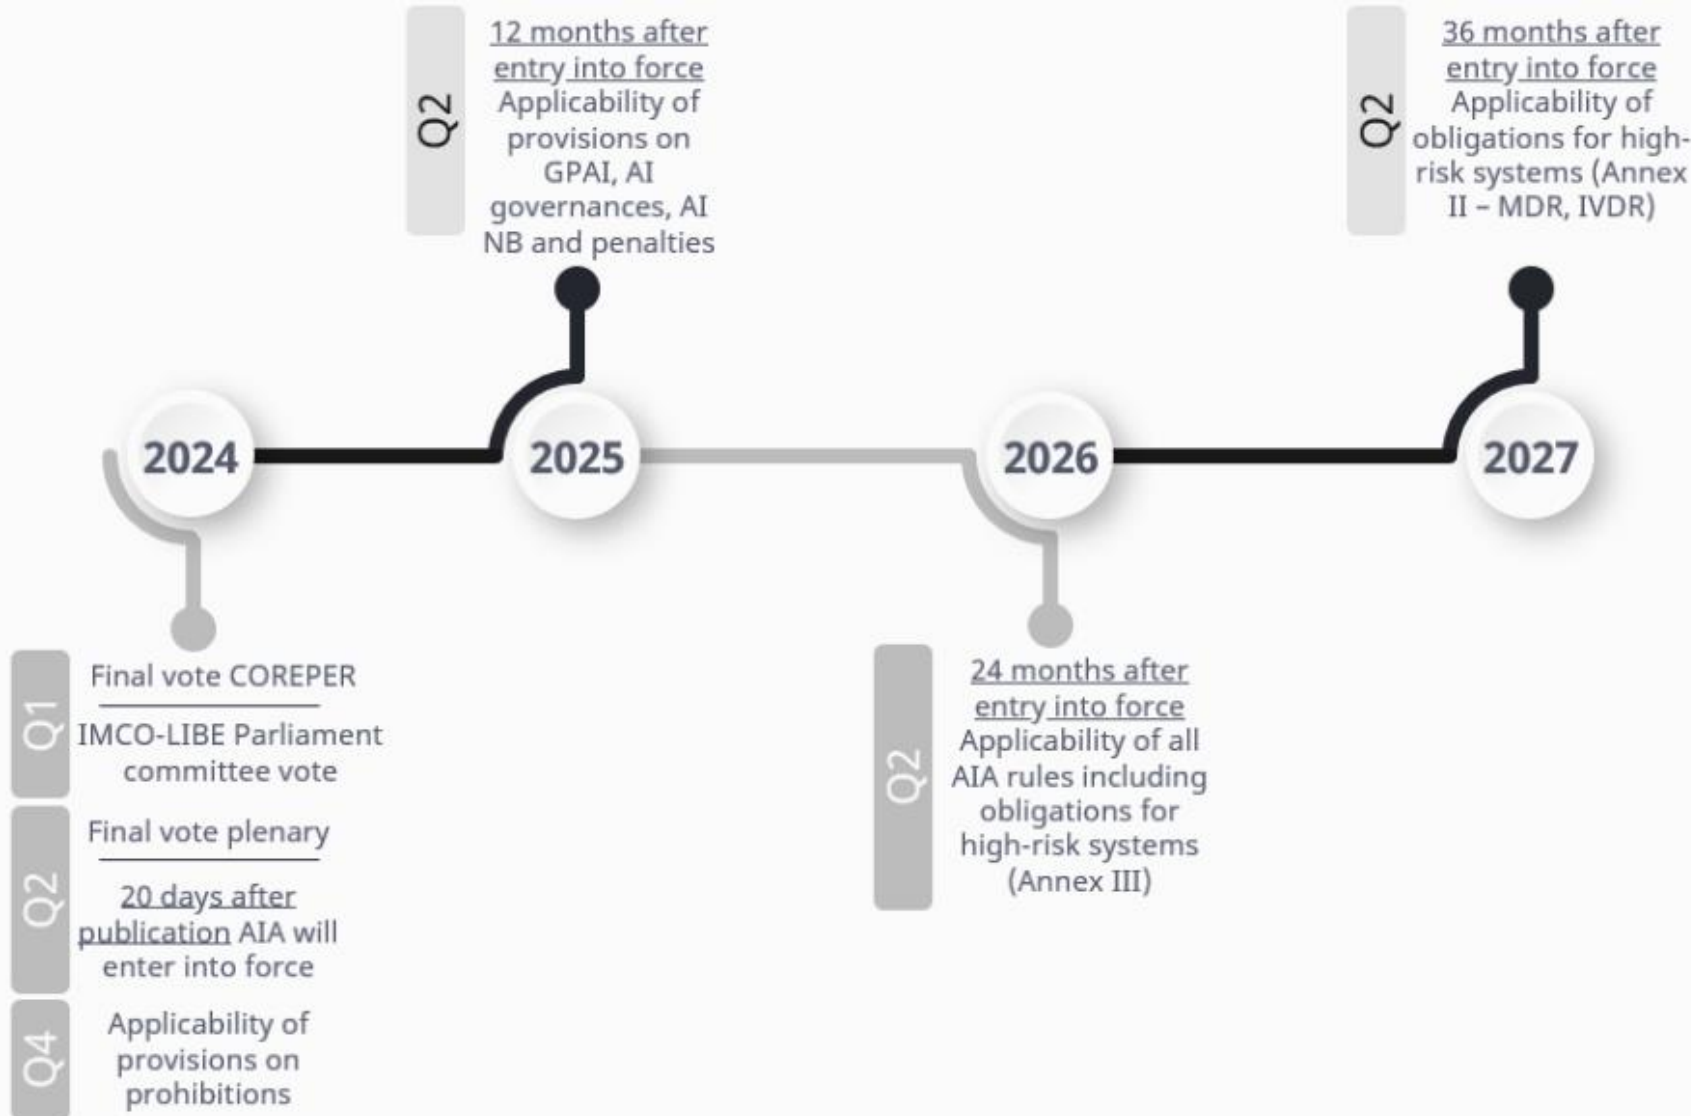 Q2
12 months after
entry into force
Applicability of
provisions on
GPAI, AI
governances, AI
NB and penalties
Q2
36 months after
entry into force
Applicability of
obligations for high-
risk systems (Annex
II – MDR, IVDR)
2024
2025
2026
2027
Q1
Final vote COREPER
IMCO-LIBE Parliament
committee vote
Q2
Final vote plenary
20 days after
publication AIA will
enter into force
Q4
Applicability of
provisions on
prohibitions
Q2
24 months after
entry into force
Applicability of all
AIA rules including
obligations for
high-risk systems
(Annex III)